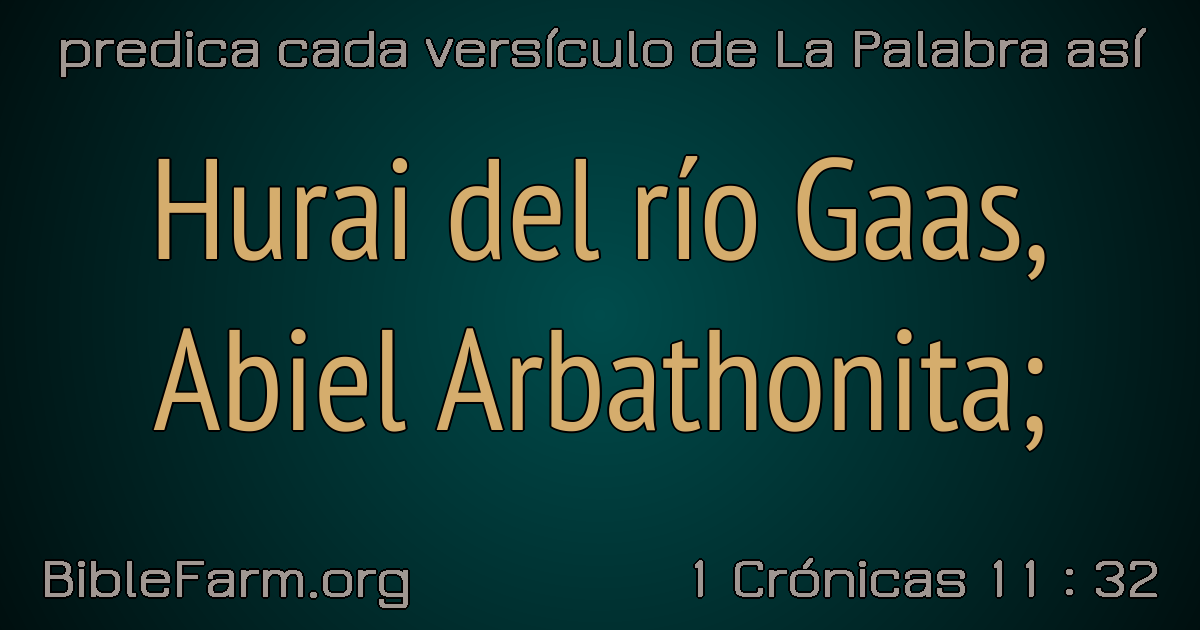 predica cada versículo de La Palabra así
Hurai del río Gaas,
Abiel Arbathonita;
BibleFarm.org
1 Crónicas 11 : 32